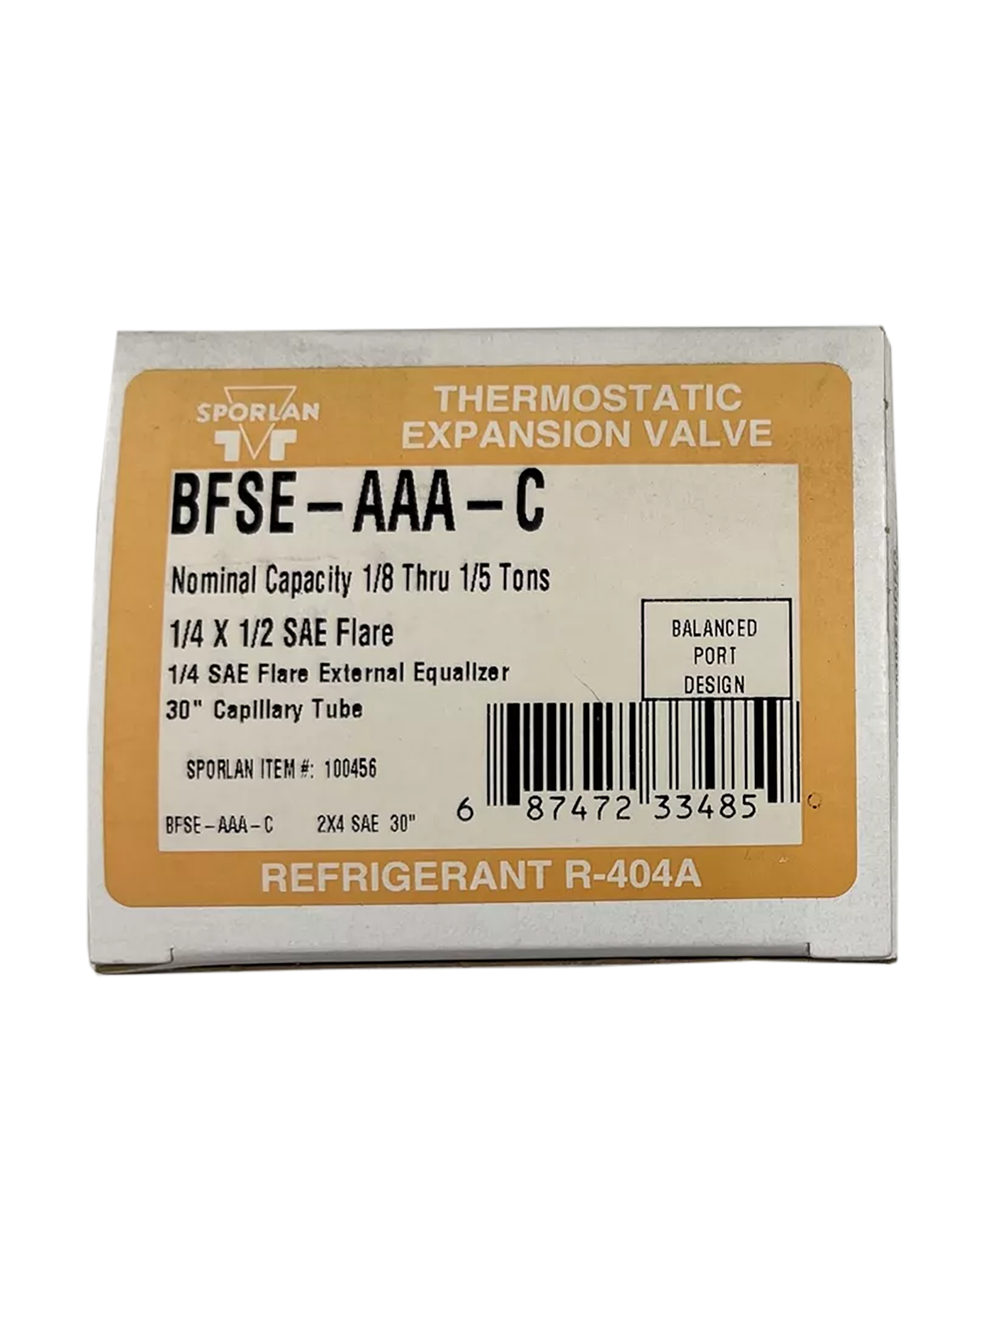 SPORLAN
THERMOSTATIC
EXPANSION VALVE
BFSE-AAA-C
Nominal Capacity 1/8 Thru 1/5 Tons
1/4 X 1/2 SAE Flare
1/4 SAE Flare External Equalizer
30" Capillary Tube
BALANCED
PORT
DESIGN
SPORLAN ITEM #: 100456
BFSE-AAA-C 2X4 SAE 30"
6 87472 33485
REFRIGERANT R-404A